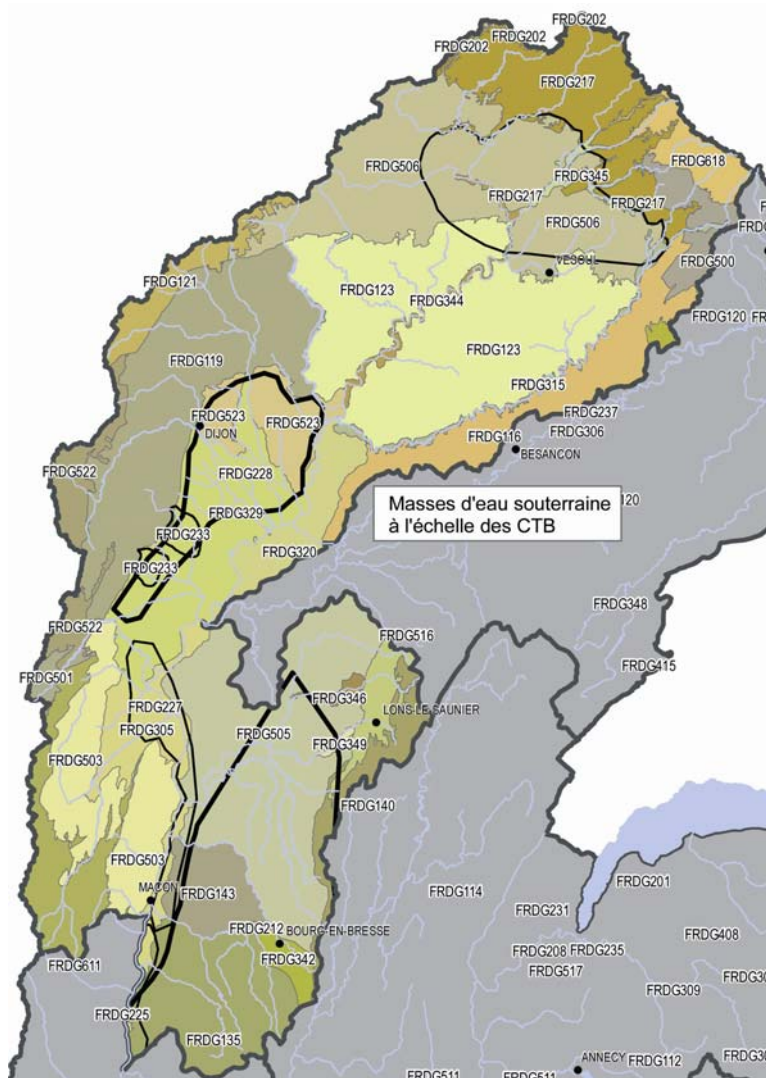 FRDG202
FRDG202
FRDG202
FRDG217
FRDG506
FRDG345
FRDG618
FRDG217
FRDG217
FRDG506
FRDG500
VESOUL
FRDG121
FRDG123
FRDG344
FRDG120
FRDG123
FRDG119
FRDG315
FRDG523
FRDG523
DIJON
FRDG237
FRDG116
FRDG306
BESANCON
FRDG522
FRDG228
Masses d'eau souterraine
à l'échelle des CTB
120
FRDG329
FRDG233
FRDG320
FRDG233
FRDG348
FRDG522
FRDG516
FRDG415
FRDG501
FRDG346
FRDG227
LONS-LE-SAUNIER
FRDG305
FRDG505
FRDG349
FRDG503
FRDG140
FRDG503
MACON
FRDG143
FRDG114
FRDG201
FRDG231
FRDG212
BOURG-EN-BRESSE
FRDG408
FRDG208
FRDG235
FRDG342
FRDG611
FRDG517
FRDG309
FRDG225
FRDG135
ANNECY
FRDG112
FRDG511
FRDG511